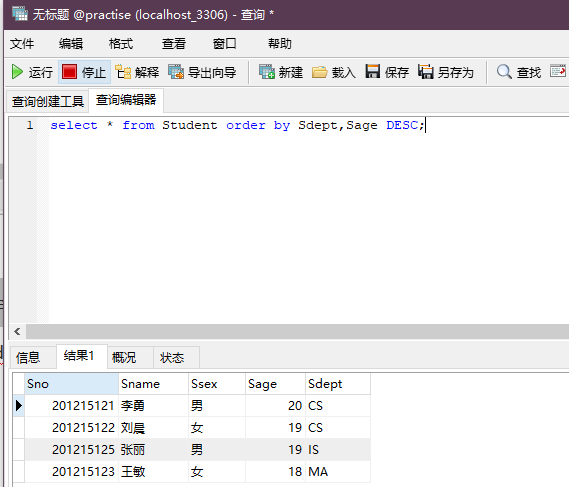 无标题 @practise (localhost_3306) - 查询 *
文件 编辑 格式 查看 窗口 帮助
运行 停止 解释 导出向导 新建 载入 保存 另存为 查找
查询创建工具 查询编辑器
1 select * from Student order by Sdept,Sage DESC;
信息 结果1 概况 状态
Sno Sname Ssex Sage Sdept
201215121 李勇 男 20 CS
201215122 刘晨 女 19 CS
201215125 张丽 男 19 IS
201215123 王敏 女 18 MA